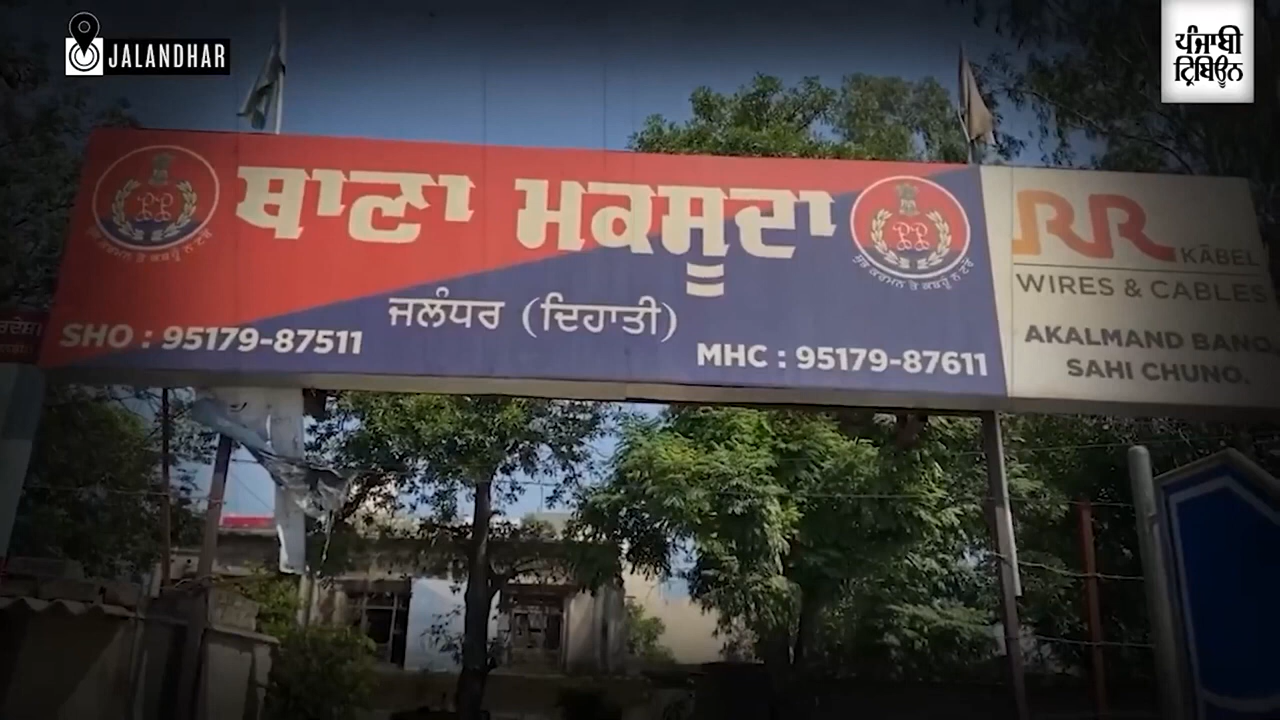 JALANDHAR
ਪੰਜਾਬੀ
ਟ੍ਰਿਬਿਊਨ
ਥਾਣਾ ਮਕਸੂਦਾ
ਜਲੰਧਰ (ਦਿਹਾਤੀ)
SHO : 95179-87511
MHC : 95179-87611
RR
KABEL
WIRES & CABLES
AKALMAND BANO,
SAHI CHUNO.